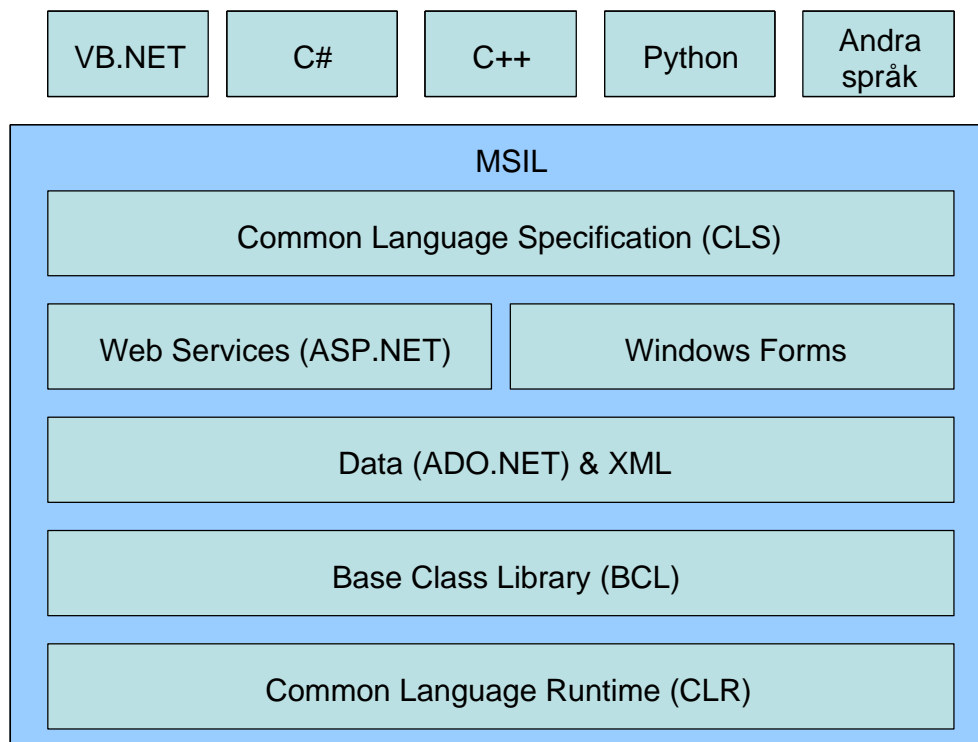 VB.NET
C#
C++
Python
Andra
språk
MSIL
Common Language Specification (CLS)
Web Services (ASP.NET)
Windows Forms
Data (ADO.NET) & XML
Base Class Library (BCL)
Common Language Runtime (CLR)